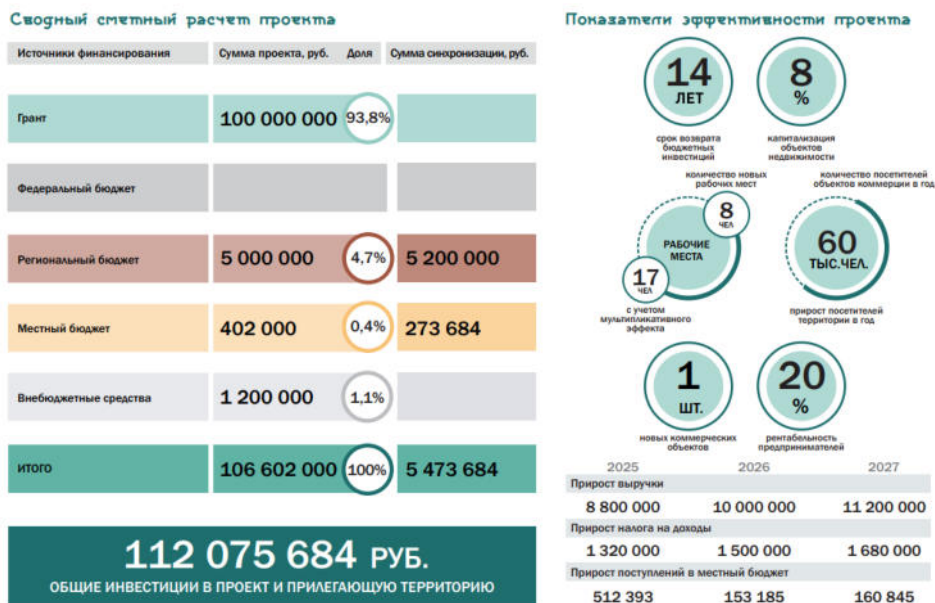 Сводный сметный расчет проекта
Источники финансирования Сумма проекта, руб. Доля Сумма синхронизации, руб.
Грант 100 000 000 93,8%
Федеральный бюджет
Региональный бюджет 5 000 000 4,7% 5 200 000
Местный бюджет 402 000 0,4% 273 684
Внебюджетные средства 1 200 000 1,1%
ИТОГО 106 602 000 100% 5 473 684
112 075 684 РУБ.
ОБЩИЕ ИНВЕСТИЦИИ В ПРОЕКТ И ПРИЛЕГАЮЩУЮ ТЕРРИТОРИЮ
Показатели эффективности проекта
14
ЛЕТ
срок возврата
бюджетных
инвестиций
8
%
капитализация
объектов
недвижимости
количество новых
рабочих мест
8
ЧЕЛ
РАБОЧИЕ
МЕСТА
17
ЧЕЛ
с учетом
мультипликативного
эффекта
количество посетителей
объектов коммерции в год
60
ТЫС.ЧЕЛ.
прирост посетителей
территории в год
1
ШТ.
новых коммерческих
объектов
20
%
рентабельность
предпринимателей
2025 2026 2027
Прирост выручки
8 800 000 10 000 000 11 200 000
Прирост налога на доходы
1 320 000 1 500 000 1 680 000
Прирост поступлений в местный бюджет
512 393 153 185 160 845